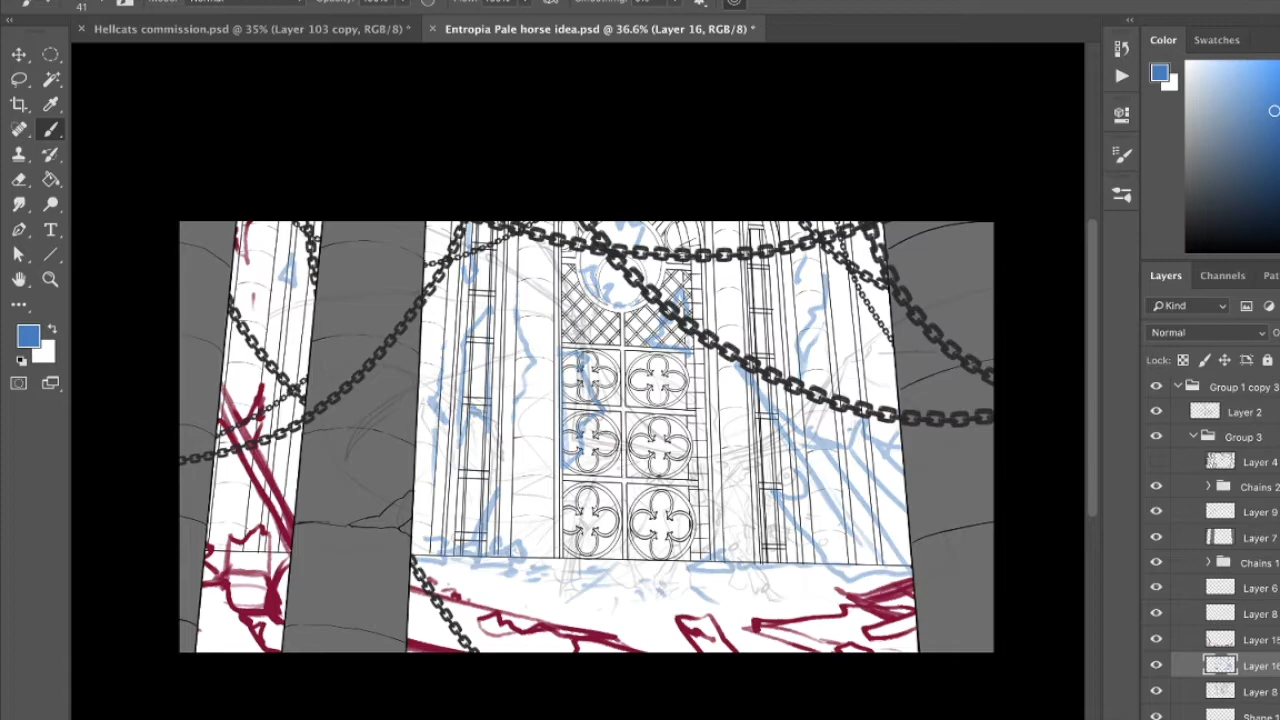 41
Hellcats commission.psd @ 35% (Layer 103 copy, RGB/8) *
Entropia Pale horse idea.psd @ 36.6% (Layer 16, RGB/8) *
Color
Swatches
Layers
Channels
Kind
Normal
Lock:
Group 1 copy 3
Layer 2
Group 3
Layer 4
Chains 2
Layer 9
Layer 7
Chains 1
Layer 6
Layer 8
Layer 16
Layer 8